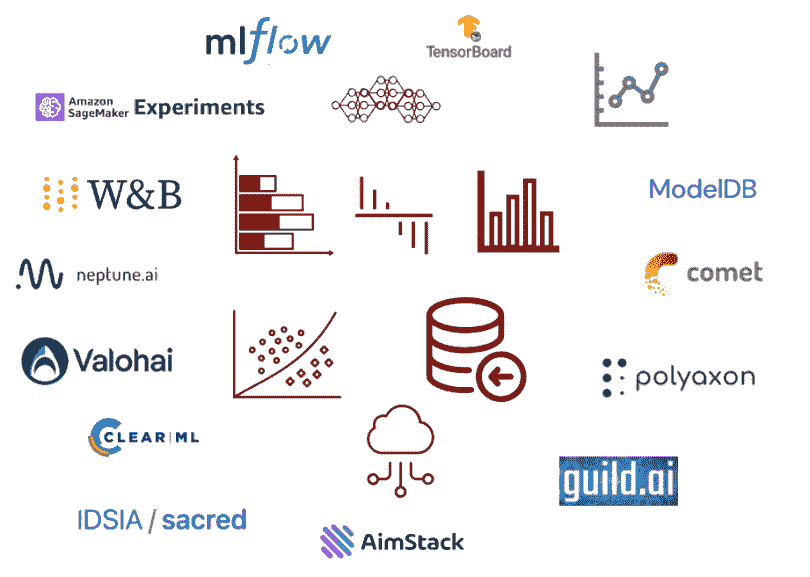 mlflow
TensorBoard
Amazon
SageMaker Experiments
W&B
ModelDB
neptune.ai
comet
Valohai
polyaxon
CLEAR|ML
guild.ai
IDSIA / sacred
AimStack